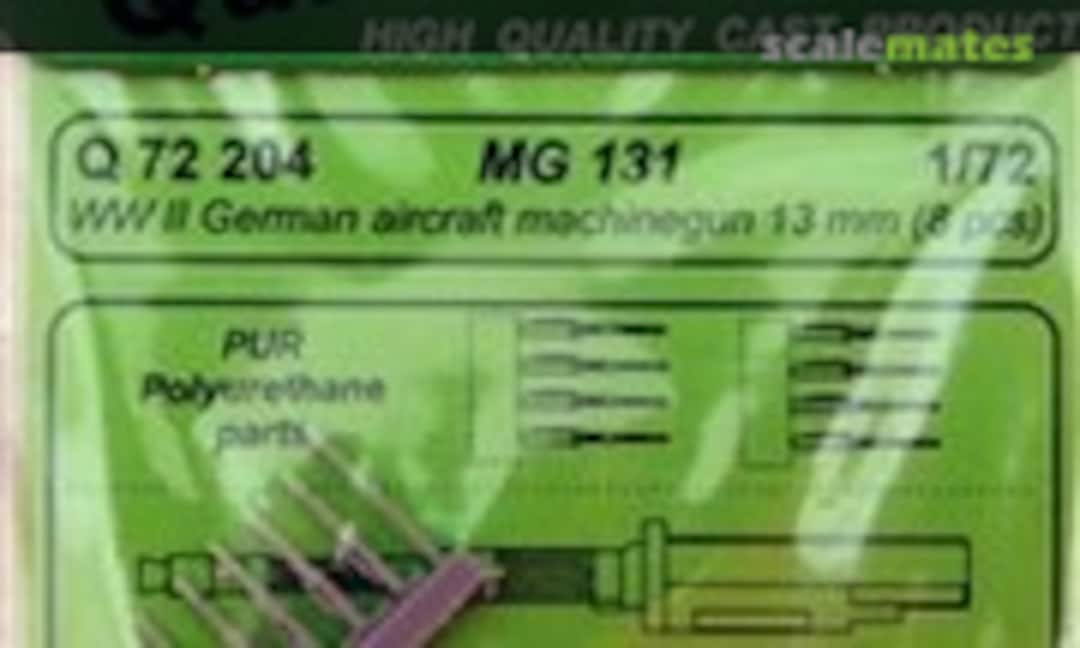 HIGH QUALITY CAST PRODUCT
scalemates
Q 72 204 MG 131 1/72
WW II German aircraft machinegun 13 mm (8 pcs)
PUR
Polyurethane
parts